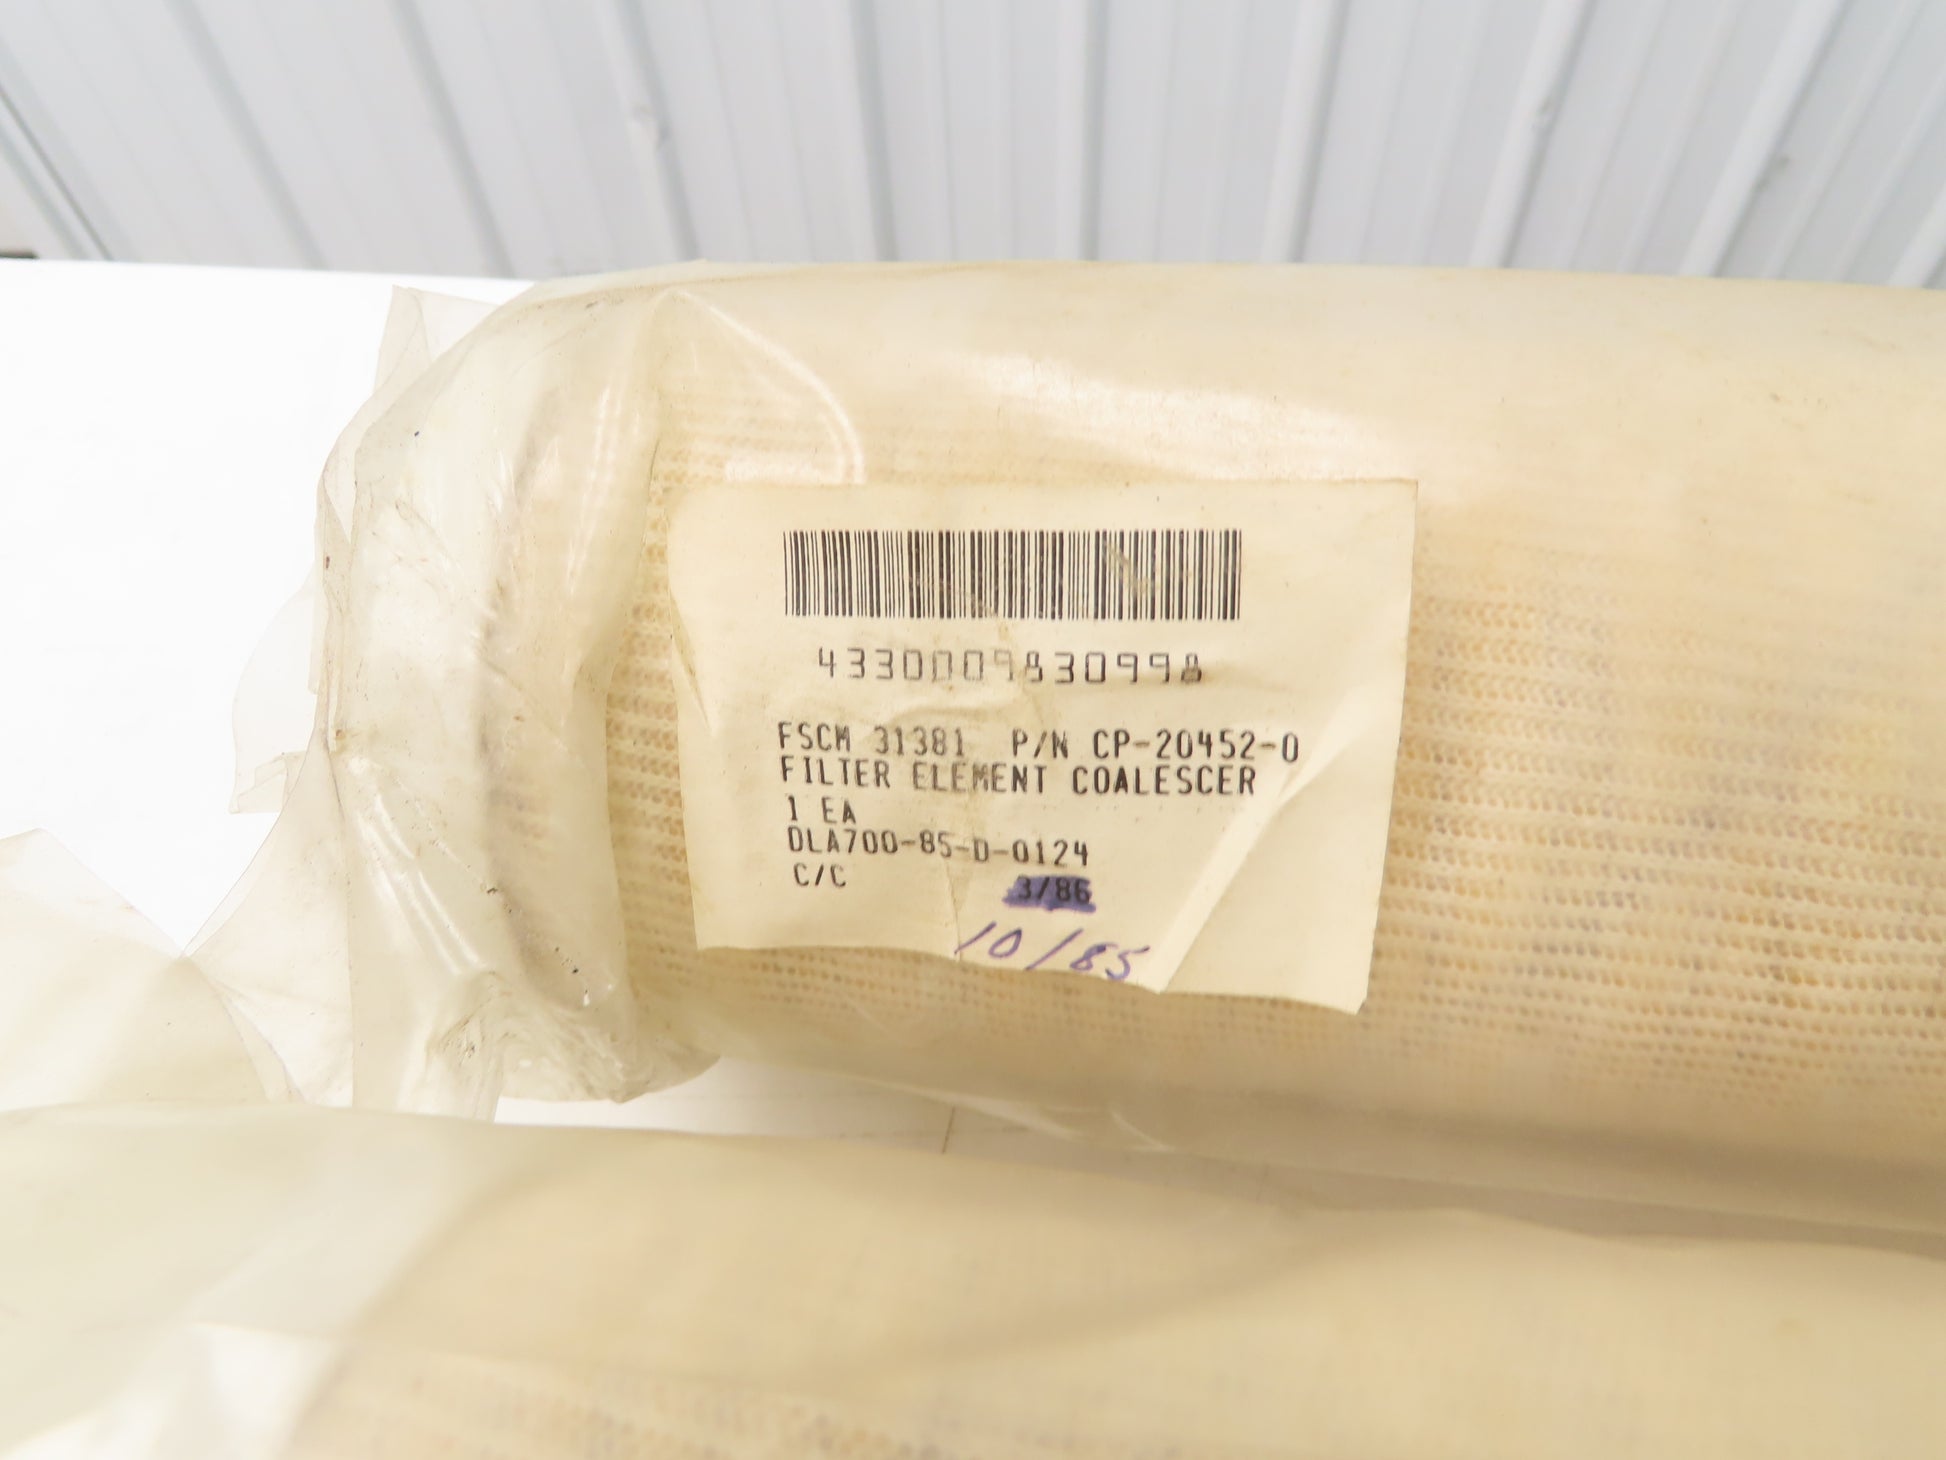 4330009830998
FSCM 31381 P/N CP-20452-0
FILTER ELEMENT COALESCER
1 EA
DLA700-85-D-0124
C/C 3/86
10/85